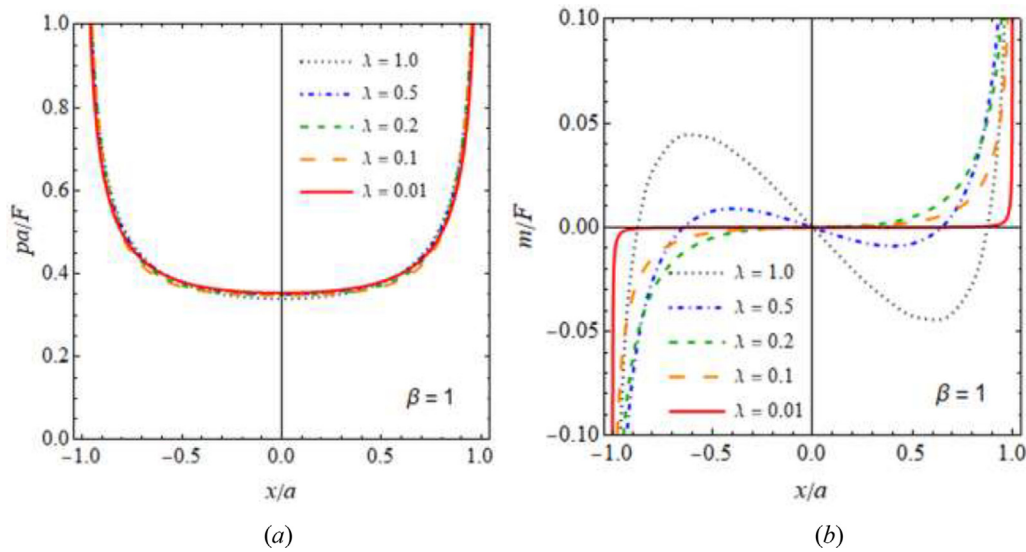 1.0
0.8
0.6
0.4
0.2
0.0
pa/F
λ = 1.0
λ = 0.5
λ = 0.2
λ = 0.1
λ = 0.01
β = 1
−1.0 −0.5 0 0.5 1.0
x/a
(a)
0.10
0.05
0.00
−0.05
−0.10
m/F
λ = 1.0
λ = 0.5
λ = 0.2
λ = 0.1
λ = 0.01
β = 1
−1.0 −0.5 0 0.5 1.0
x/a
(b)